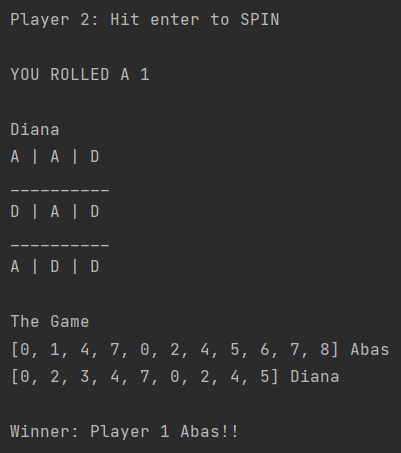 Player 2: Hit enter to SPIN
YOU ROLLED A 1
Diana
A | A | D
__________
D | A | D
__________
A | D | D
The Game
[0, 1, 4, 7, 0, 2, 4, 5, 6, 7, 8] Abas
[0, 2, 3, 4, 7, 0, 2, 4, 5] Diana
Winner: Player 1 Abas!!